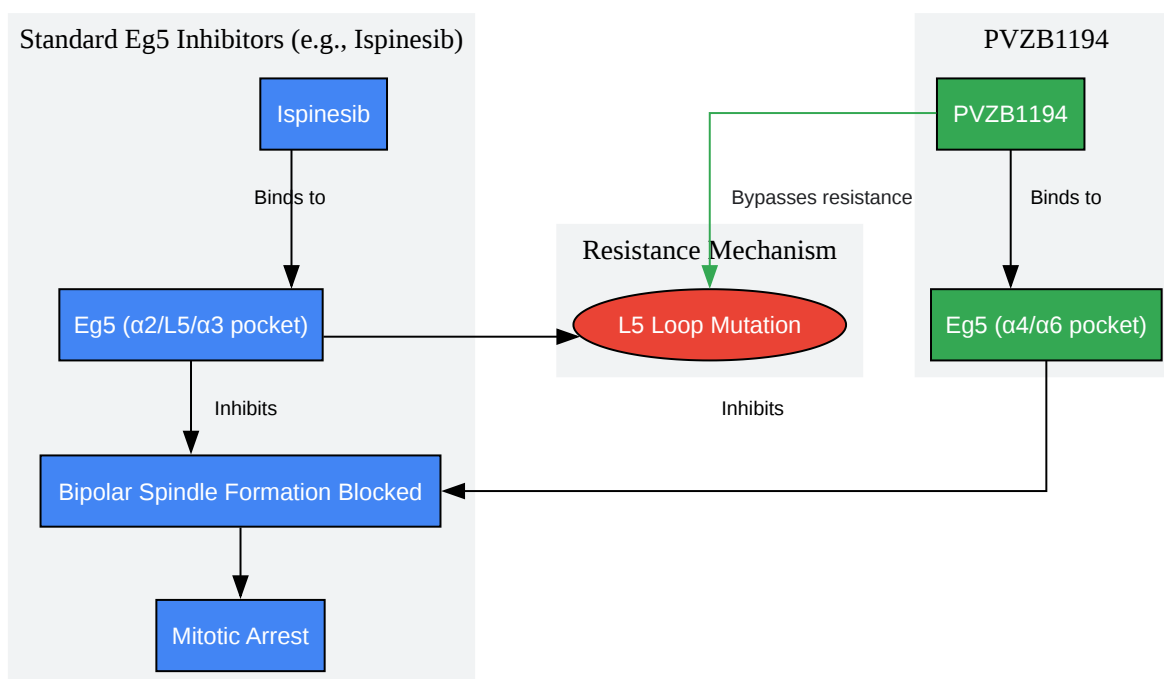 Standard Eg5 Inhibitors (e.g., Ispinesib)
PVZB1194
Ispinesib
PVZB1194
Binds to
Bypasses resistance
Binds to
Resistance Mechanism
Eg5 (α2/L5/α3 pocket)
L5 Loop Mutation
Eg5 (α4/α6 pocket)
Inhibits
Inhibits
Bipolar Spindle Formation Blocked
Mitotic Arrest